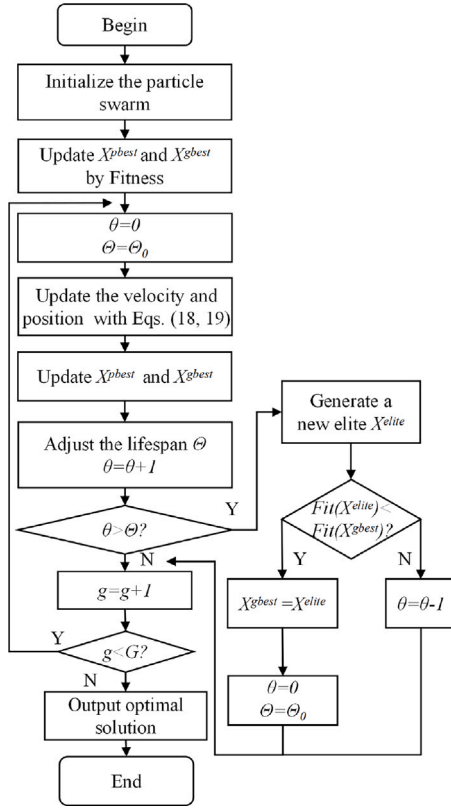 Begin
Initialize the particle
swarm
Update X^pbest and X^gbest
by Fitness
θ=0
Θ=Θ₀
Update the velocity and
position with Eqs. (18, 19)
Update X^pbest and X^gbest
Adjust the lifespan Θ
θ=θ+1
θ>Θ?
Y
N
g=g+1
g<G?
Y
N
Output optimal
solution
End
Generate a
new elite X^elite
Fit(X^elite)<
Fit(X^gbest)?
Y
N
X^gbest=X^elite
θ=θ-1
θ=0
Θ=Θ₀